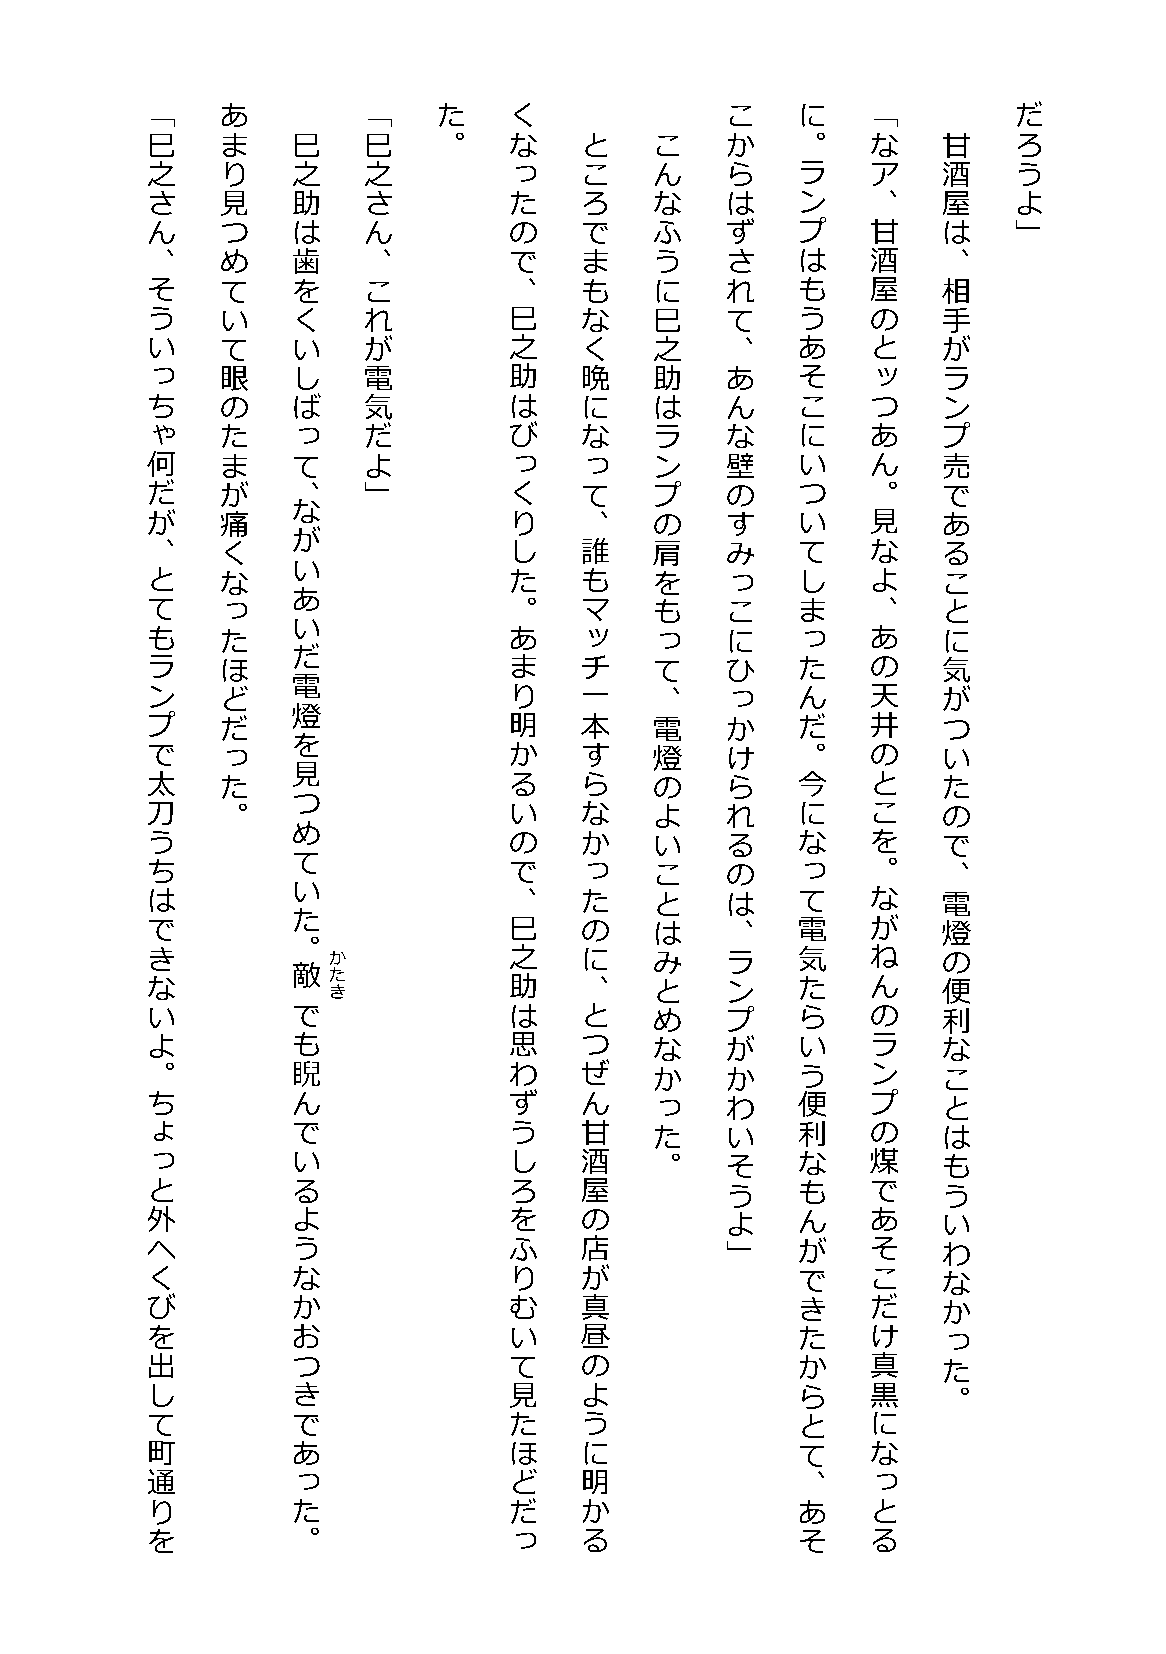 だろうよ」
　甘酒屋は、相手がランプ売であることに気がついたので、電燈の便利なことはもういわなかった。
「なア、甘酒屋のとッつあん。見なよ、あの天井のとこを。ながねんのランプの煤であそこだけ真黒になっとる
に。ランプはもうあそこにいついてしまったんだ。今になって電気たらいう便利なもんができたからとて、あそ
こからはずされて、あんな壁のすみっこにひっかけられるのは、ランプがかわいそうよ」
　こんなふうに巳之助はランプの肩をもって、電燈のよいことはみとめなかった。
　ところでまもなく晩になって、誰もマッチ一本すらなかったのに、とつぜん甘酒屋の店が真昼のように明かる
くなったので、巳之助はびっくりした。あまり明かるいので、巳之助は思わずうしろをふりむいて見たほどだっ
た。
「巳之さん、これが電気だよ」
　巳之助は歯をくいしばって、ながいあいだ電燈を見つめていた。敵でも睨んでいるようなかおつきであった。
かたき
あまり見つめていて眼のたまが痛くなったほどだった。
「巳之さん、そういっちゃ何だが、とてもランプで太刀うちはできないよ。ちょっと外へくびを出して町通りを